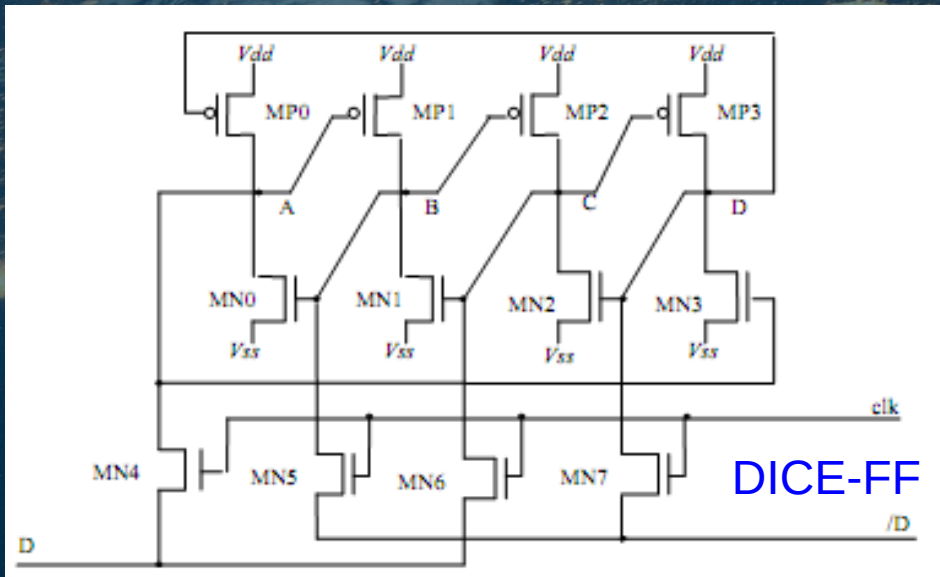 Vdd Vdd Vdd Vdd
MP0 MP1 MP2 MP3
A B C D
MN0 MN1 MN2 MN3
Vss Vss Vss Vss
clk
MN4 MN5 MN6 MN7 DICE-FF
/D
D